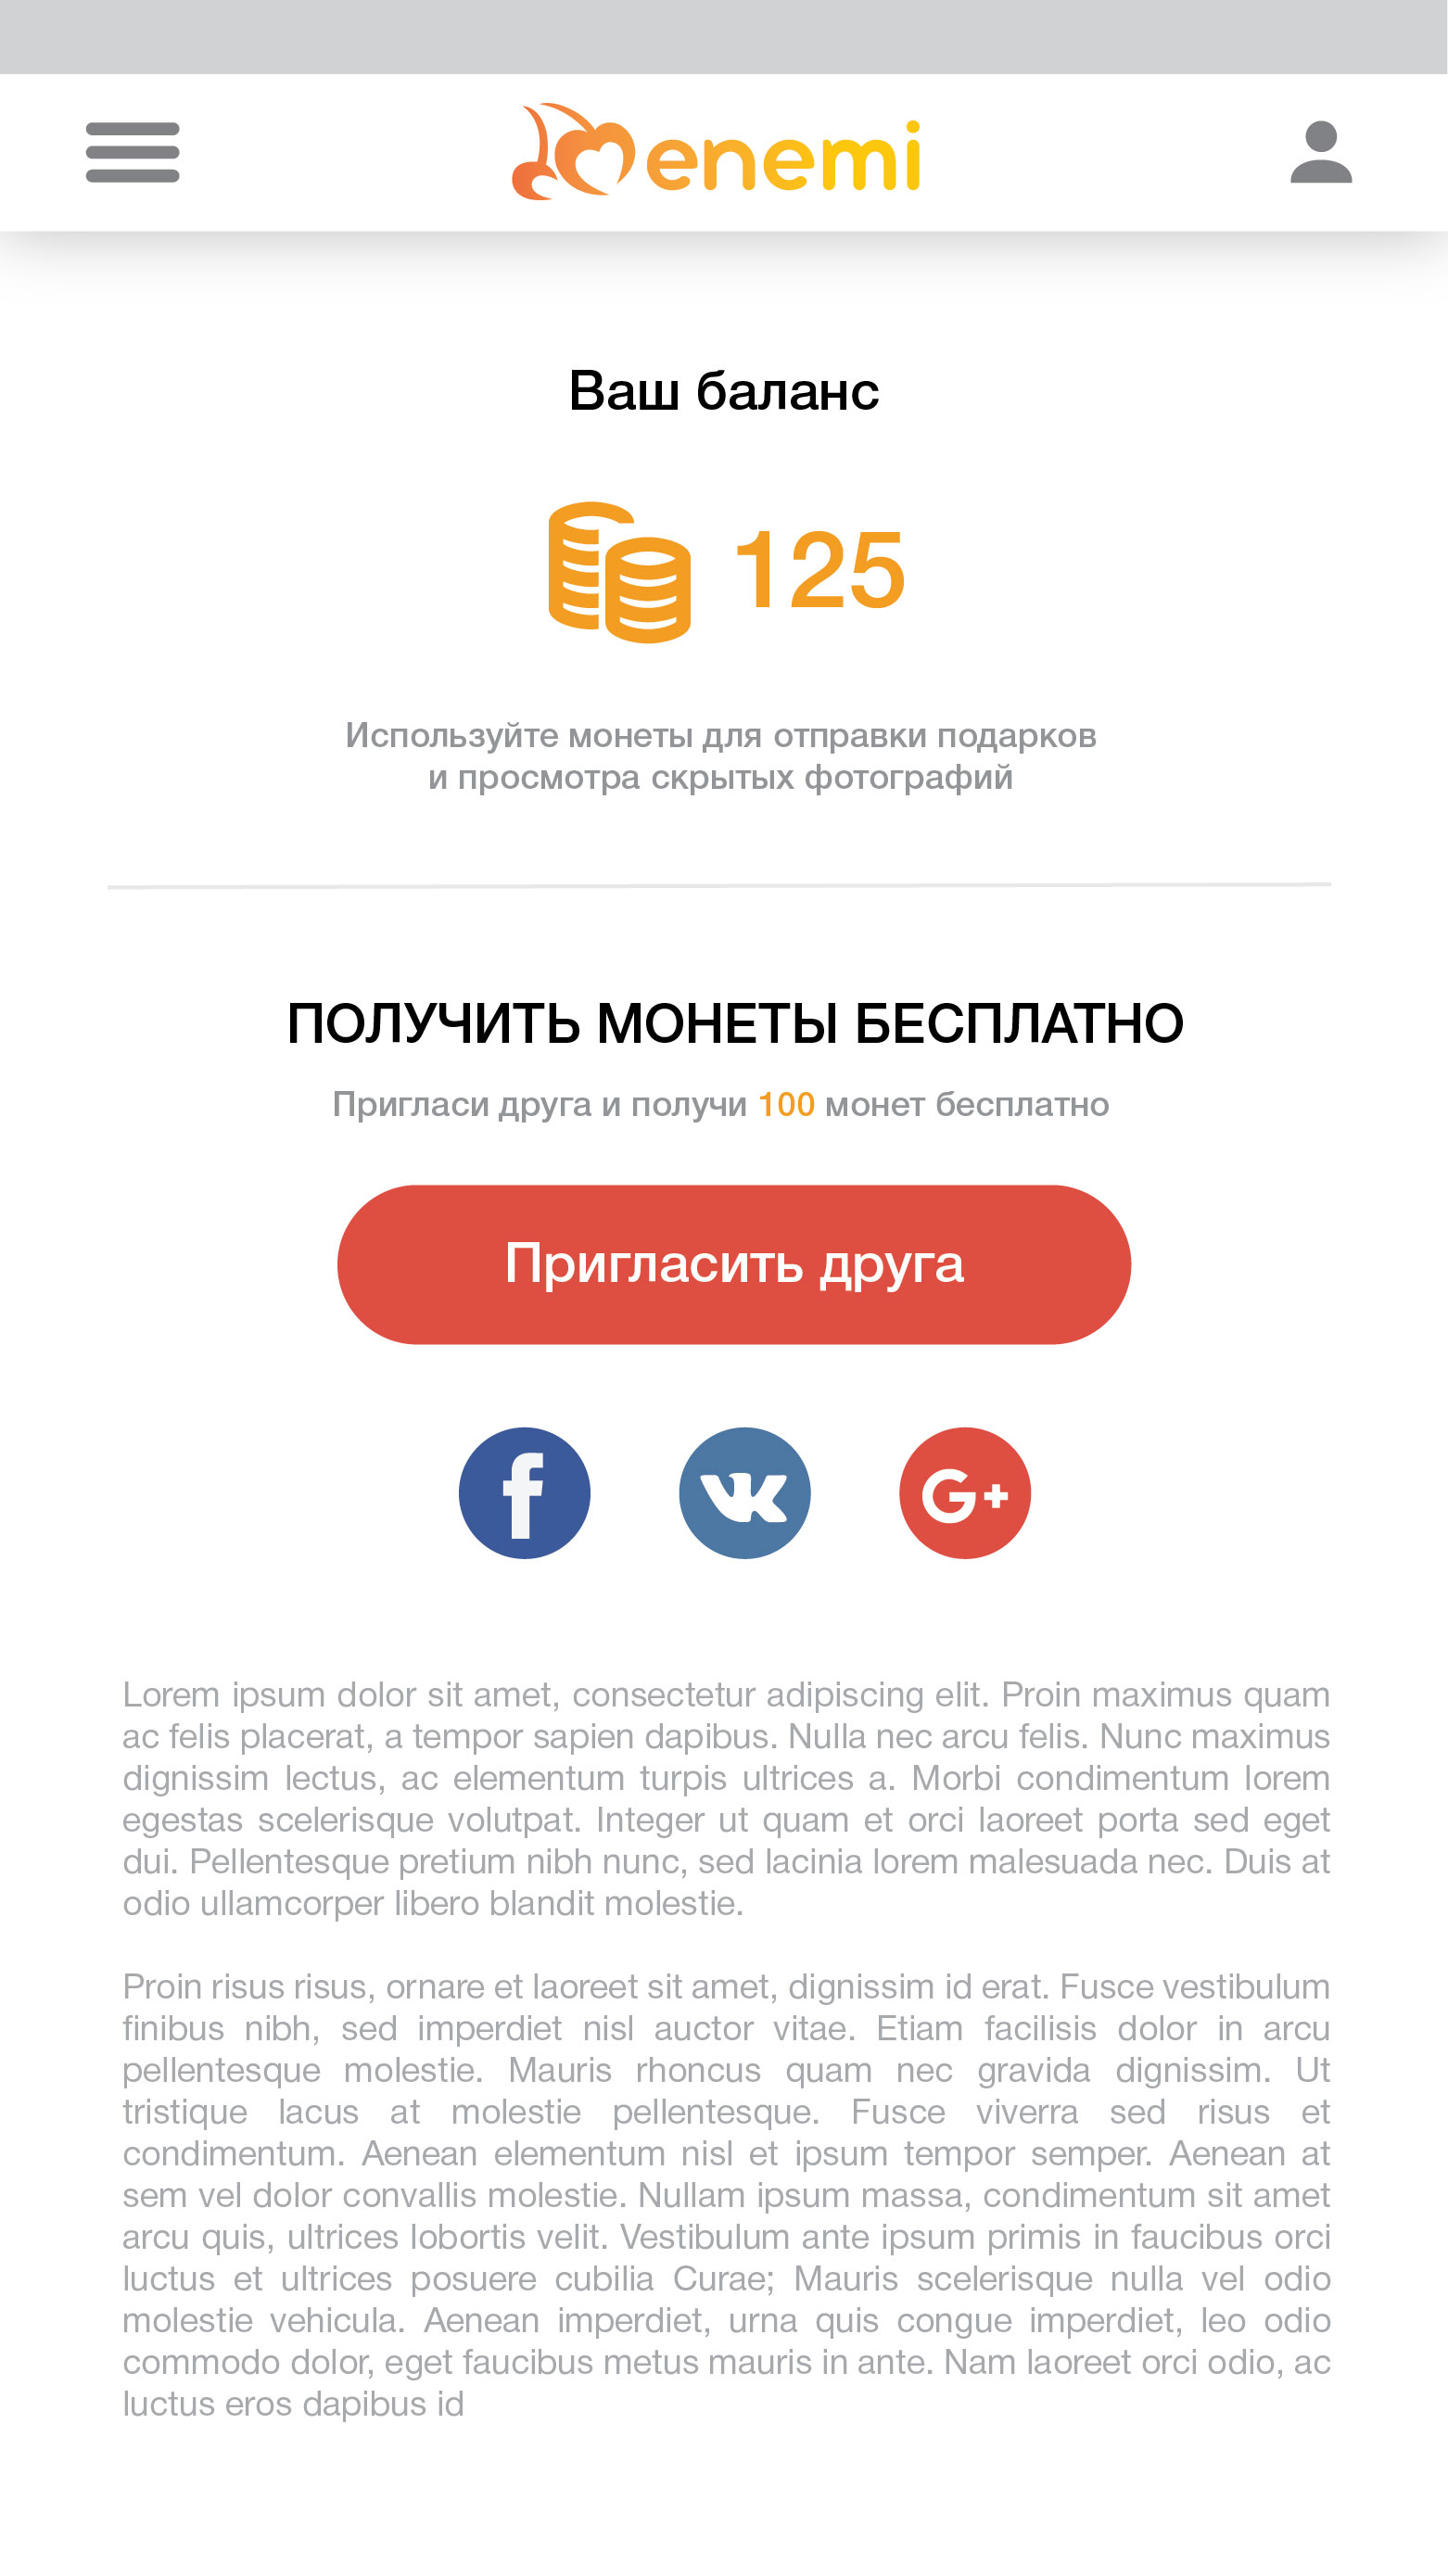 enemi
Ваш баланс
125
Используйте монеты для отправки подарков
и просмотра скрытых фотографий
ПОЛУЧИТЬ МОНЕТЫ БЕСПЛАТНО
Пригласи друга и получи 100 монет бесплатно
Пригласить друга
f VK G+
Lorem ipsum dolor sit amet, consectetur adipiscing elit. Proin maximus quam
ac felis placerat, a tempor sapien dapibus. Nulla nec arcu felis. Nunc maximus
dignissim lectus, ac elementum turpis ultrices a. Morbi condimentum lorem
egestas scelerisque volutpat. Integer ut quam et orci laoreet porta sed eget
dui. Pellentesque pretium nibh nunc, sed lacinia lorem malesuada nec. Duis at
odio ullamcorper libero blandit molestie.
Proin risus risus, ornare et laoreet sit amet, dignissim id erat. Fusce vestibulum
finibus nibh, sed imperdiet nisl auctor vitae. Etiam facilisis dolor in arcu
pellentesque molestie. Mauris rhoncus quam nec gravida dignissim. Ut
tristique lacus at molestie pellentesque. Fusce viverra sed risus et
condimentum. Aenean elementum nisl et ipsum tempor semper. Aenean at
sem vel dolor convallis molestie. Nullam ipsum massa, condimentum sit amet
arcu quis, ultrices lobortis velit. Vestibulum ante ipsum primis in faucibus orci
luctus et ultrices posuere cubilia Curae; Mauris scelerisque nulla vel odio
molestie vehicula. Aenean imperdiet, urna quis congue imperdiet, leo odio
commodo dolor, eget faucibus metus mauris in ante. Nam laoreet orci odio, ac
luctus eros dapibus id